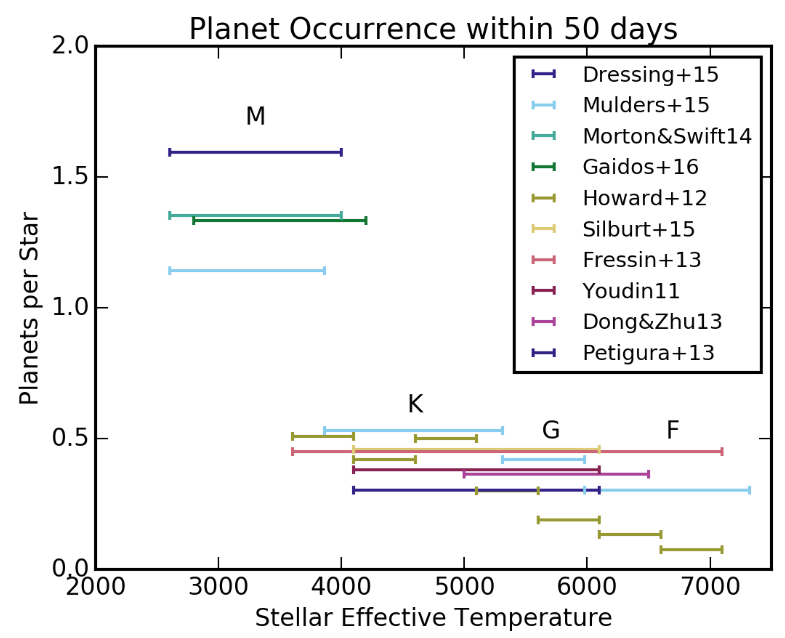 Planet Occurrence within 50 days
2.0
1.5
1.0
0.5
0.0
Planets per Star
M
K
G
F
Dressing+15
Mulders+15
Morton&Swift14
Gaidos+16
Howard+12
Silburt+15
Fressin+13
Youdin11
Dong&Zhu13
Petigura+13
2000 3000 4000 5000 6000 7000
Stellar Effective Temperature